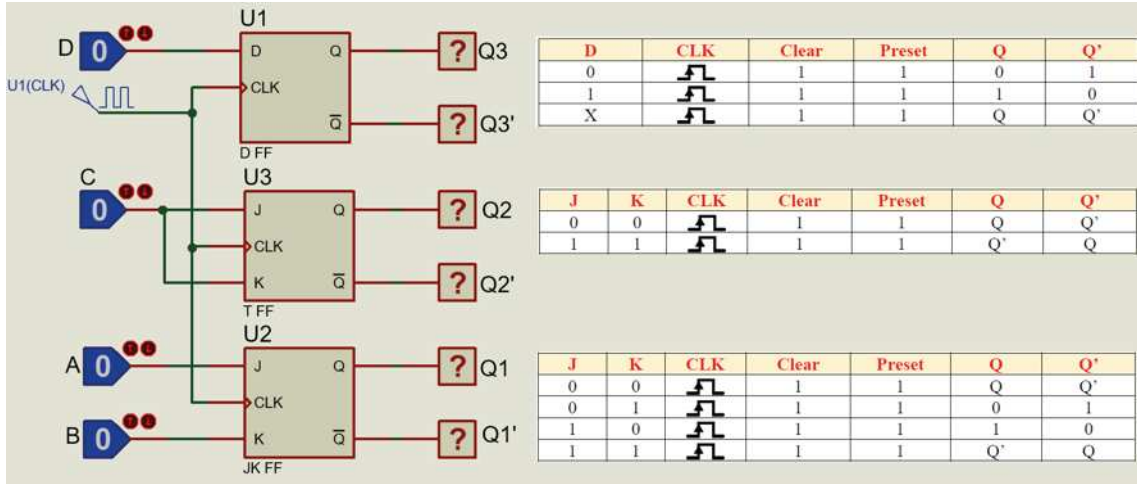 U1
D 0 D Q ? Q3
U1(CLK) CLK
Q ? Q3'
D FF
D CLK Clear Preset Q Q’
0 1 1 0 1
1 1 1 1 0
X 1 1 Q Q’
C
U3
0 J Q ? Q2
CLK
K Q ? Q2'
T FF
J K CLK Clear Preset Q Q’
0 0 1 1 Q Q’
1 1 1 1 Q’ Q
U2
A 0 J Q ? Q1
CLK
B 0 K Q ? Q1'
JK FF
J K CLK Clear Preset Q Q’
0 0 1 1 Q Q’
0 1 1 1 0 1
1 0 1 1 1 0
1 1 1 1 Q’ Q